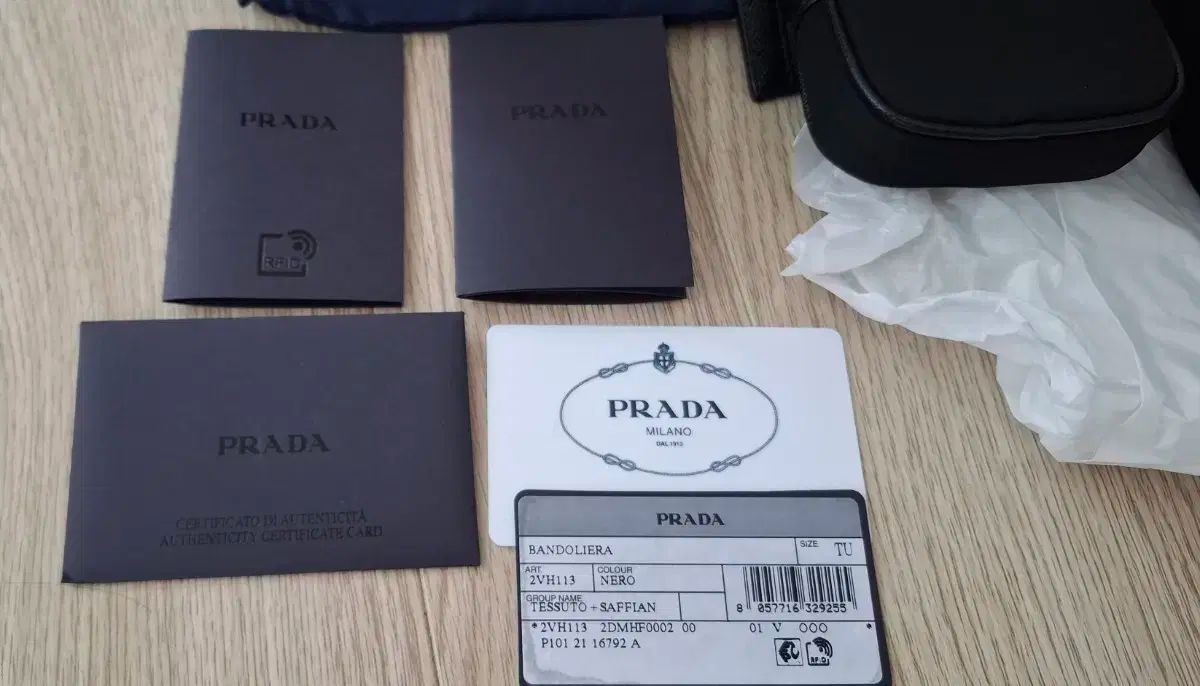 PRADA
RFID
PRADA
PRADA
CERTIFICATO DI AUTENTICITÀ
AUTHENTICITY CERTIFICATE CARD
PRADA
MILANO
DAL 1913
PRADA
BANDOLIERA
SIZE TU
ART.
2VH113
COLOUR
NERO
GROUP NAME
TESSUTO + SAFFIAN
8 057716 329255
*2VH113 2DMHF0002 00 01 V OOO *
P101 21 16792 A
RFID